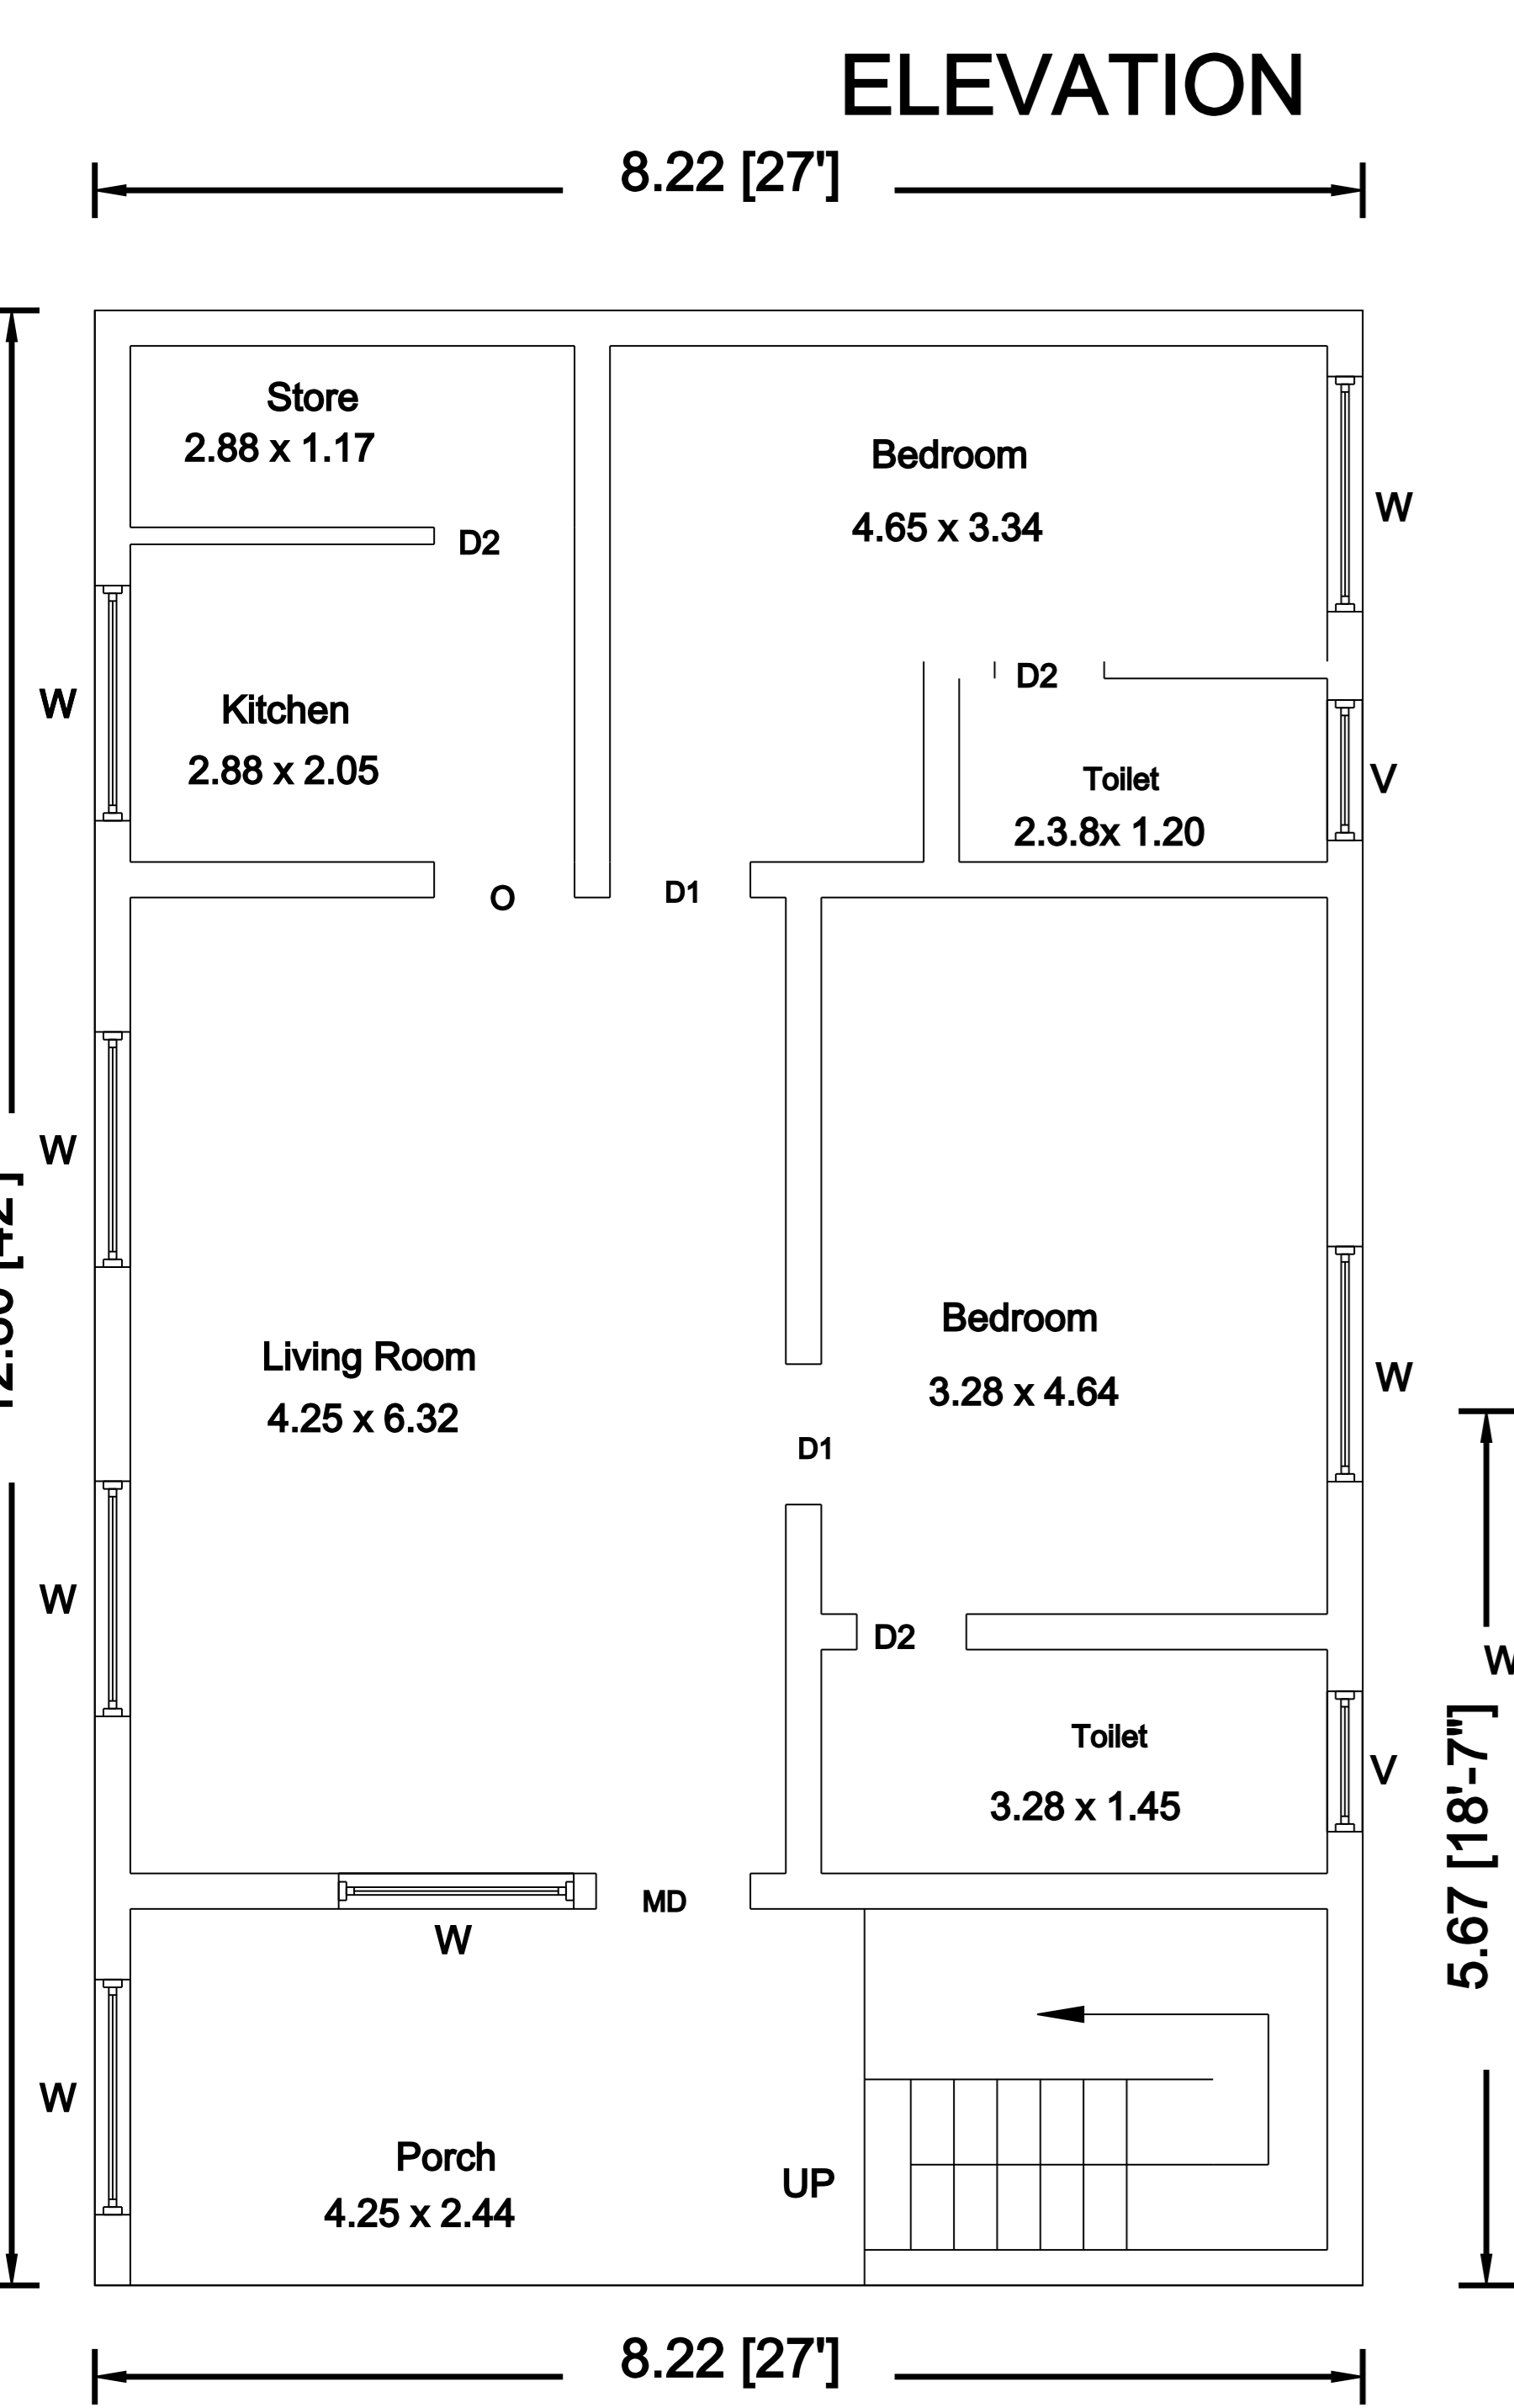 ELEVATION
8.22 [27']
Store
2.88 x 1.17
Bedroom
4.65 x 3.34
W
D2
D2
W
Kitchen
2.88 x 2.05
Toilet
2.3.8x 1.20
V
O
D1
W
Living Room
4.25 x 6.32
Bedroom
3.28 x 4.64
W
D1
W
D2
W
Toilet
3.28 x 1.45
V
5.67 [18'-7"]
MD
W
W
Porch
4.25 x 2.44
UP
8.22 [27']